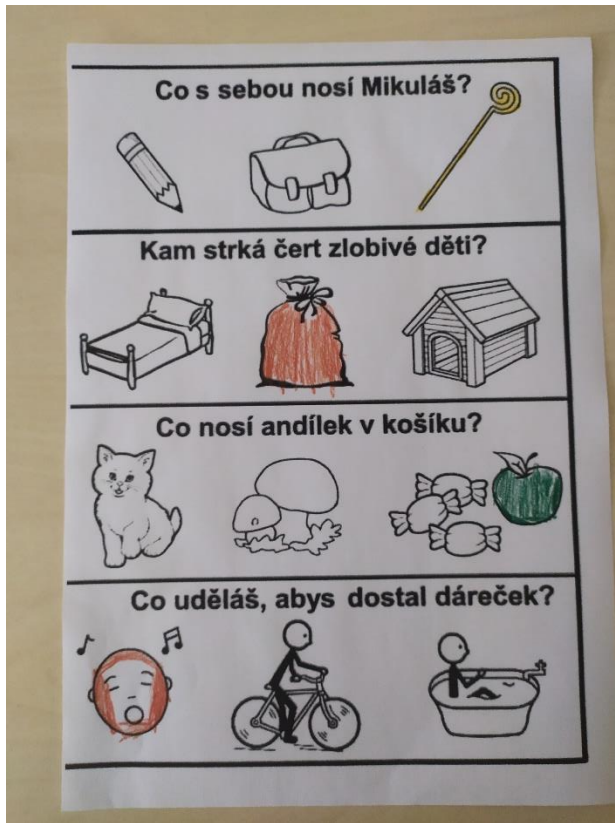 Co s sebou nosí Mikuláš?
Kam strká čert zlobivé děti?
Co nosí andílek v košíku?
Co uděláš, abys dostal dáreček?